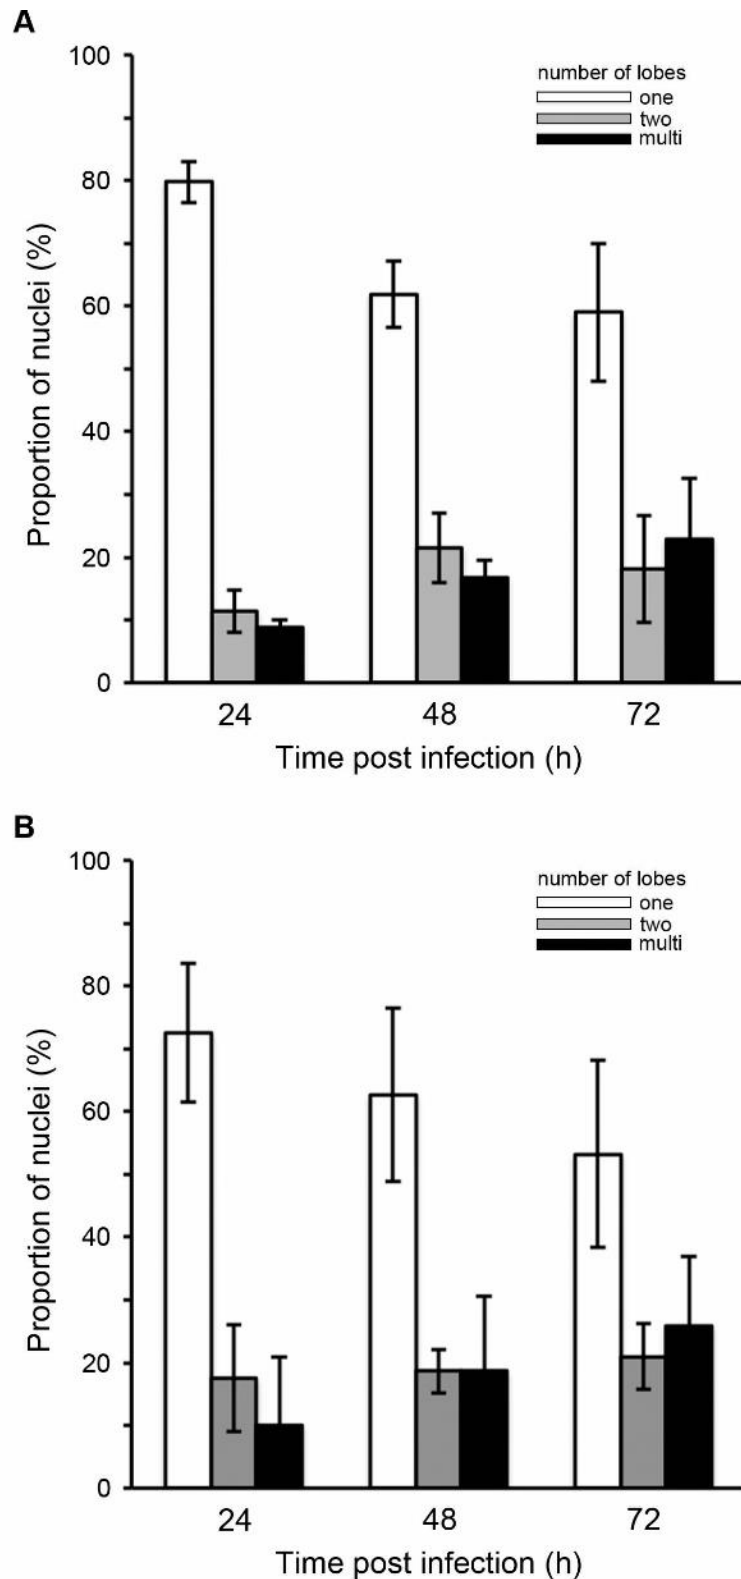 A
100
80
60
40
20
0
Proportion of nuclei (%)
number of lobes
one
two
multi
24 48 72
Time post infection (h)
B
100
80
60
40
20
0
Proportion of nuclei (%)
number of lobes
one
two
multi
24 48 72
Time post infection (h)